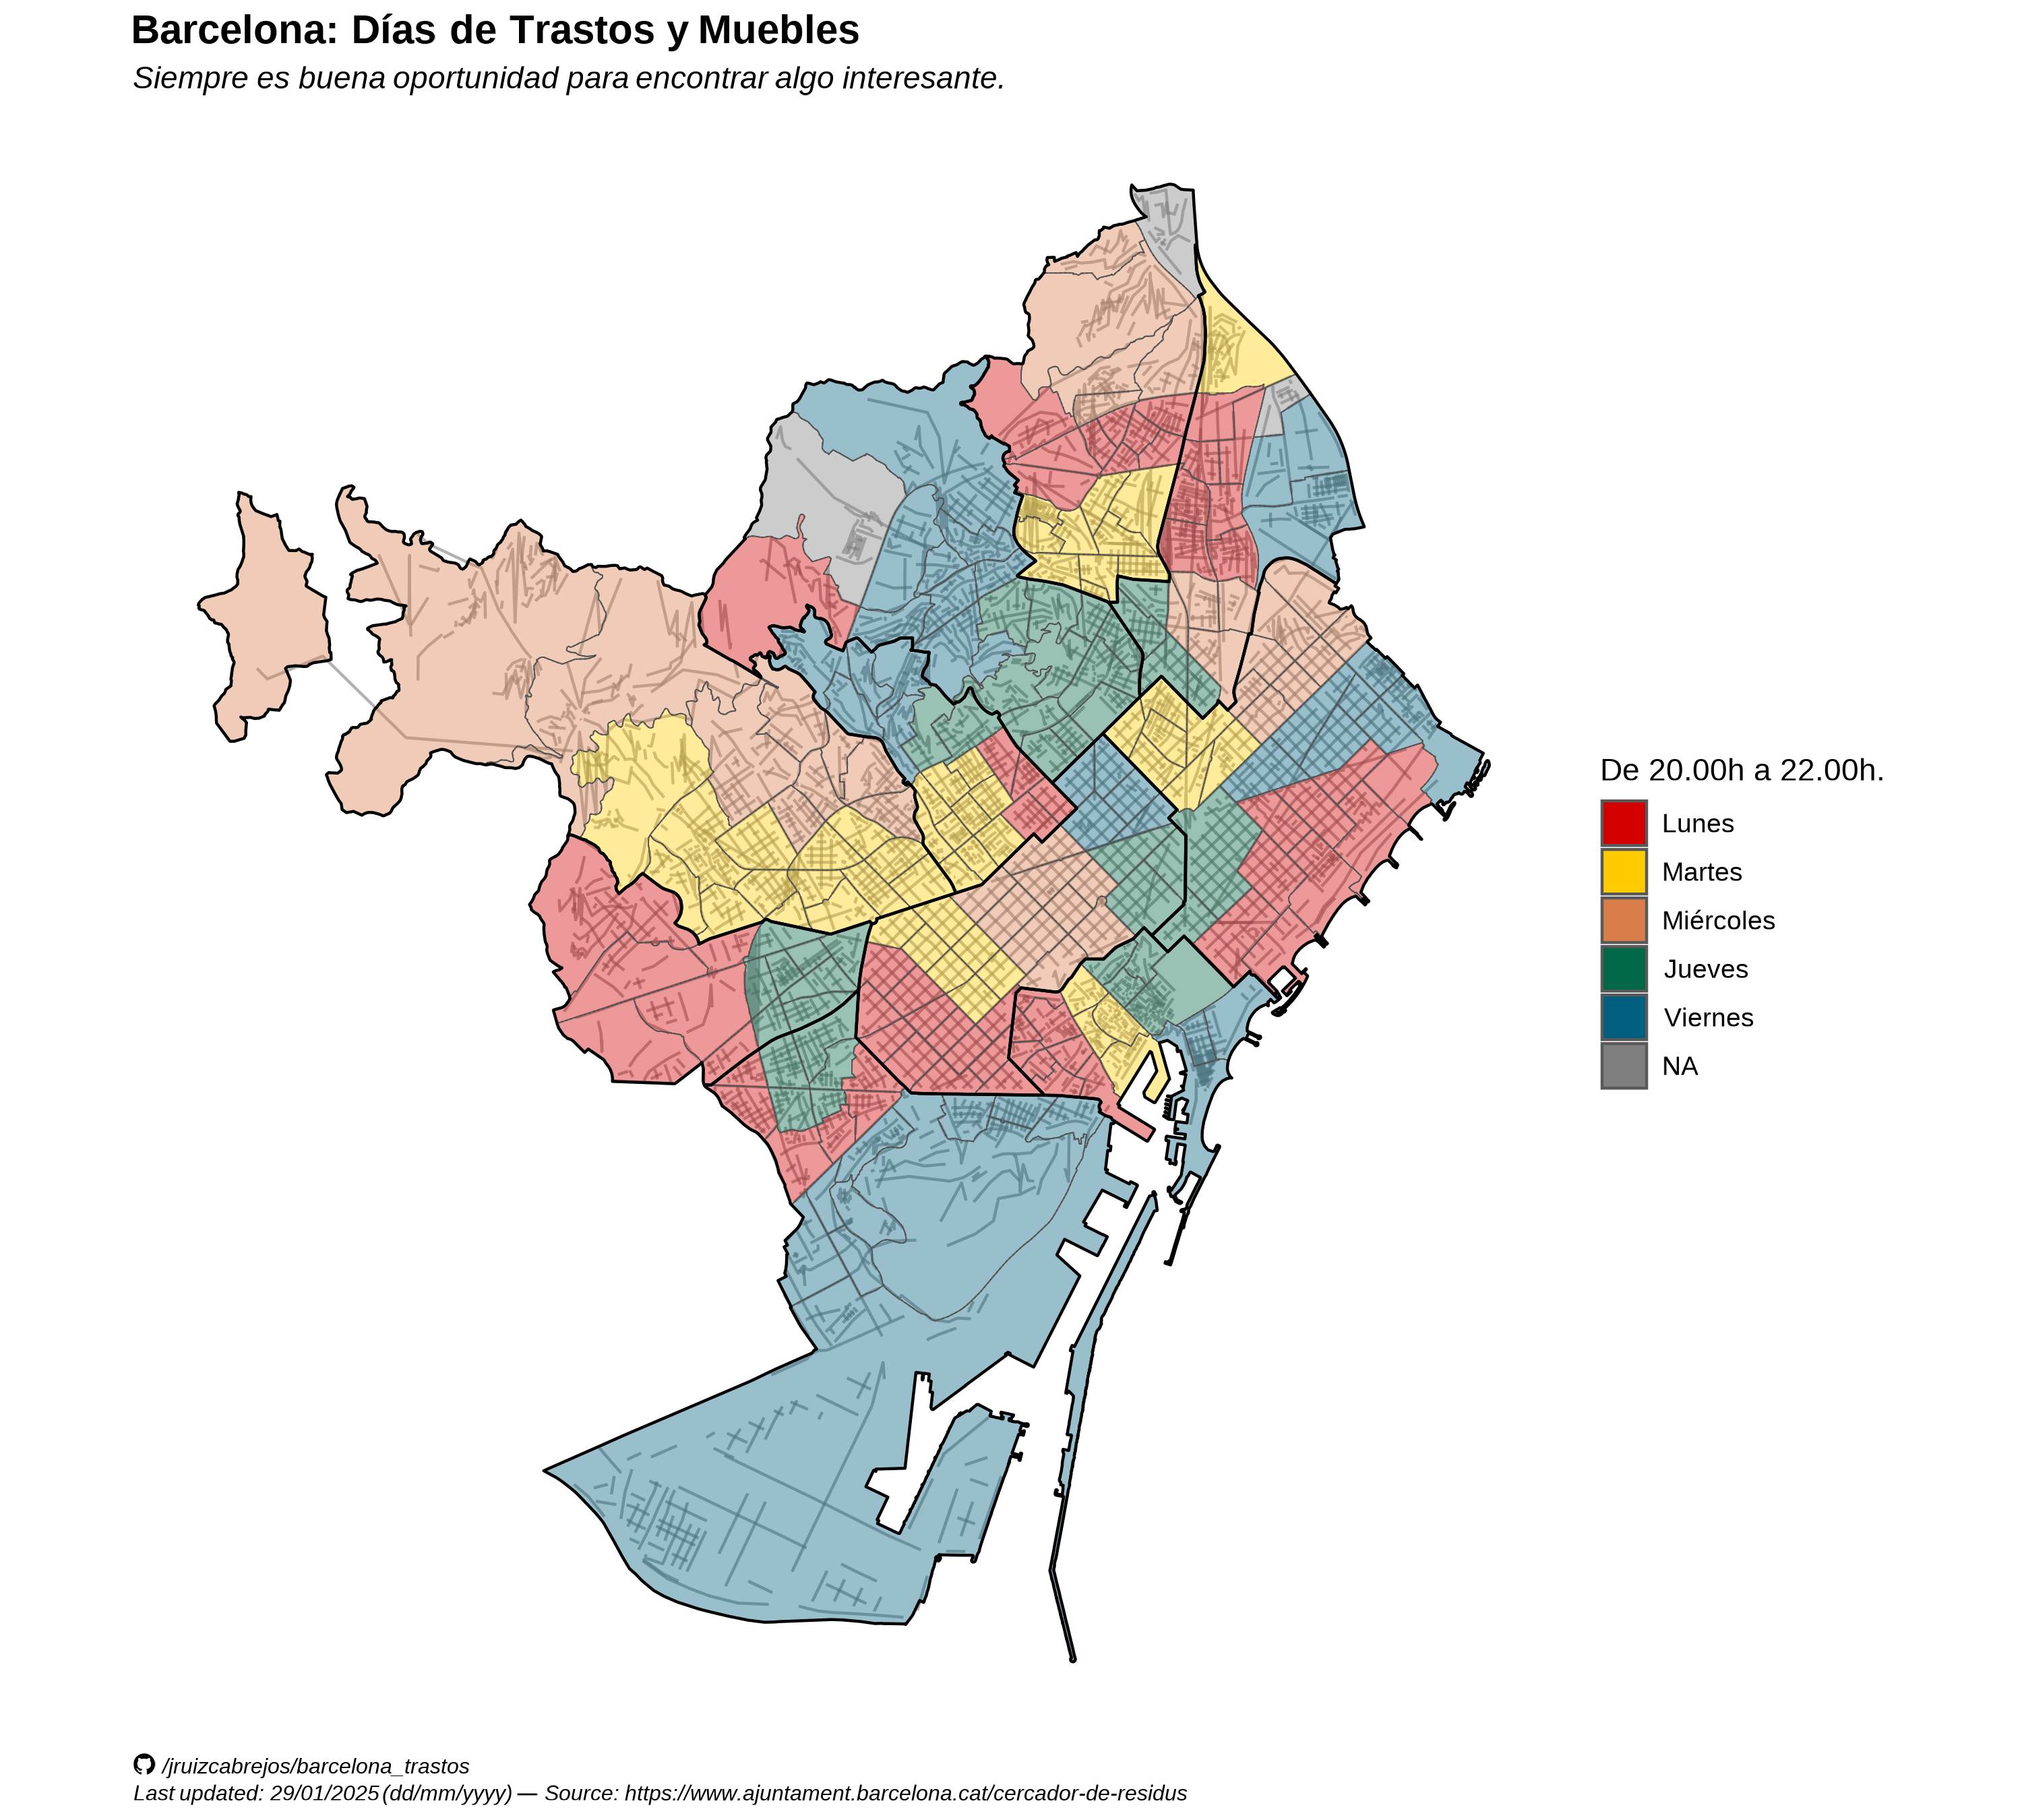 Barcelona: Días de Trastos y Muebles
Siempre es buena oportunidad para encontrar algo interesante.
De 20.00h a 22.00h.
Lunes
Martes
Miércoles
Jueves
Viernes
NA
/jruizcabrejos/barcelona_trastos
Last updated: 29/01/2025 (dd/mm/yyyy) — Source: https://www.ajuntament.barcelona.cat/cercador-de-residus